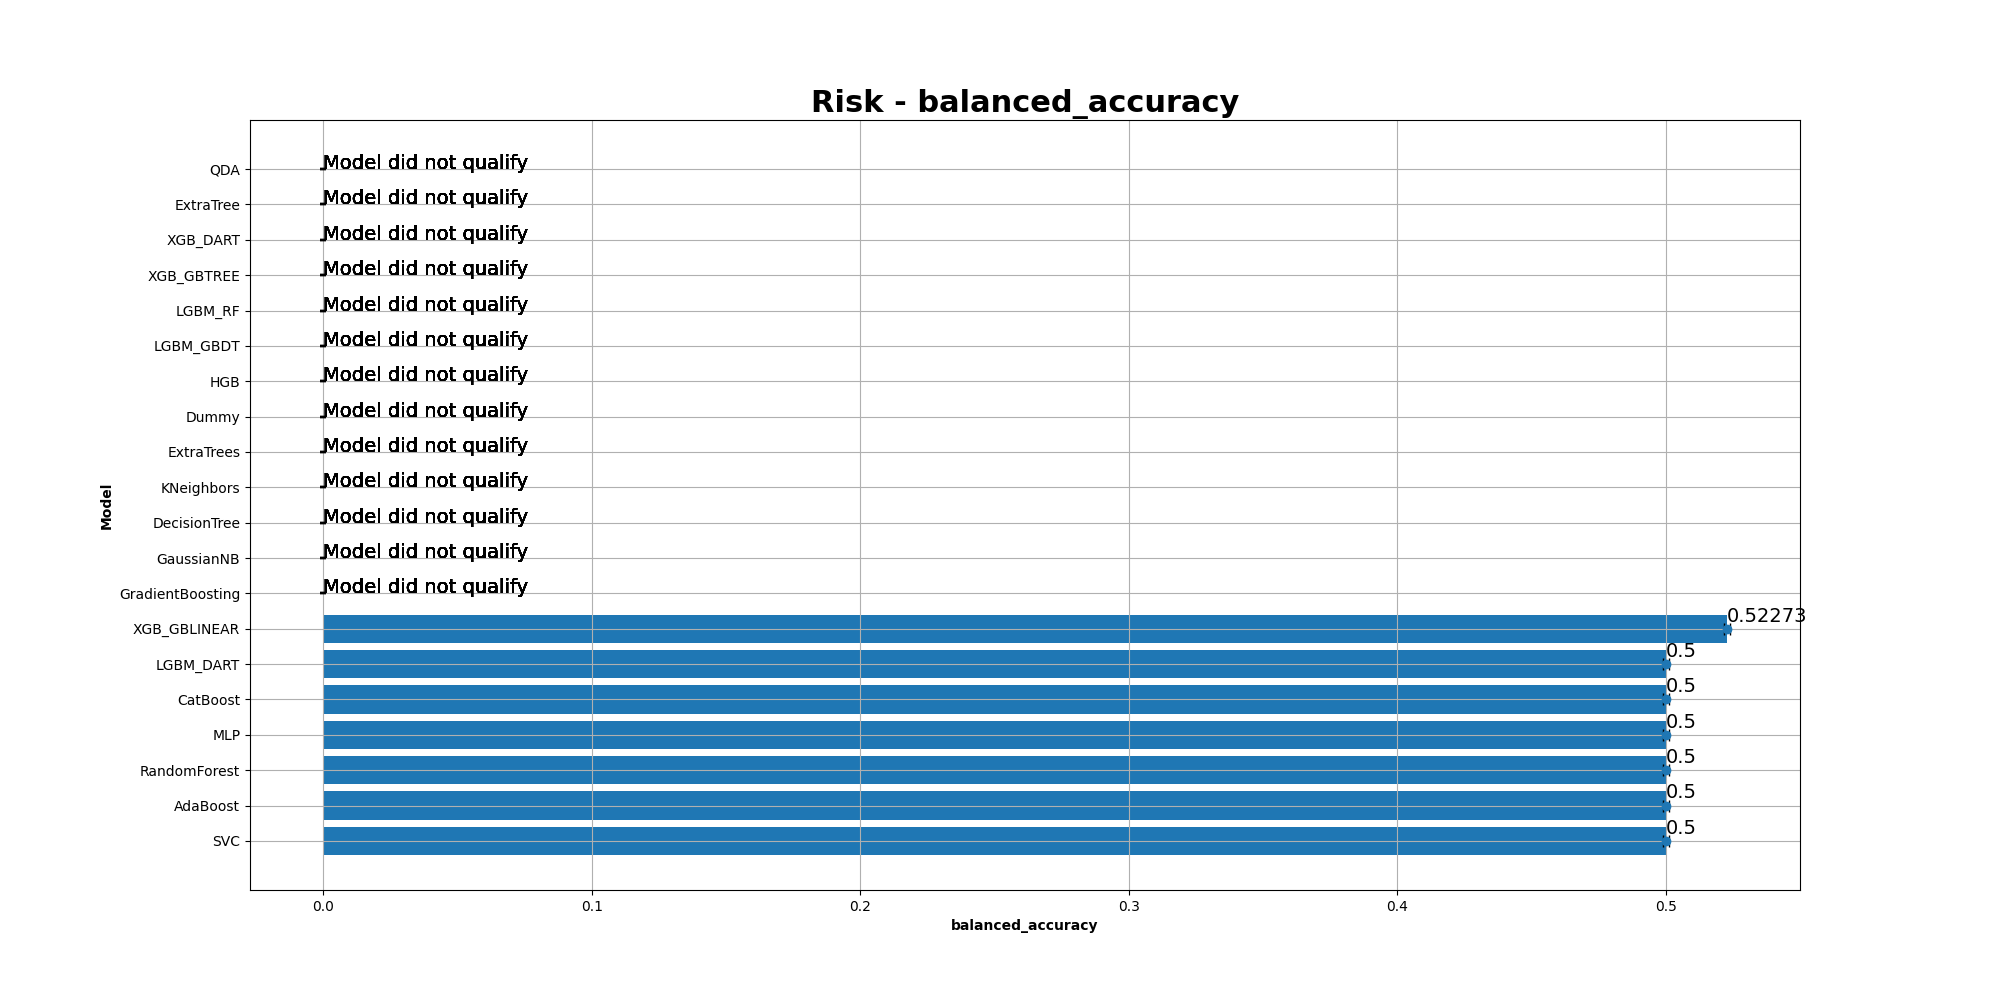 Risk - balanced_accuracy
QDA Model did not qualify
ExtraTree Model did not qualify
XGB_DART Model did not qualify
XGB_GBTREE Model did not qualify
LGBM_RF Model did not qualify
LGBM_GBDT Model did not qualify
HGB Model did not qualify
Dummy Model did not qualify
ExtraTrees Model did not qualify
KNeighbors Model did not qualify
DecisionTree Model did not qualify
GaussianNB Model did not qualify
GradientBoosting Model did not qualify
XGB_GBLINEAR 0.52273
LGBM_DART 0.5
CatBoost 0.5
MLP 0.5
RandomForest 0.5
AdaBoost 0.5
SVC 0.5
Model
0.0 0.1 0.2 0.3 0.4 0.5
balanced_accuracy